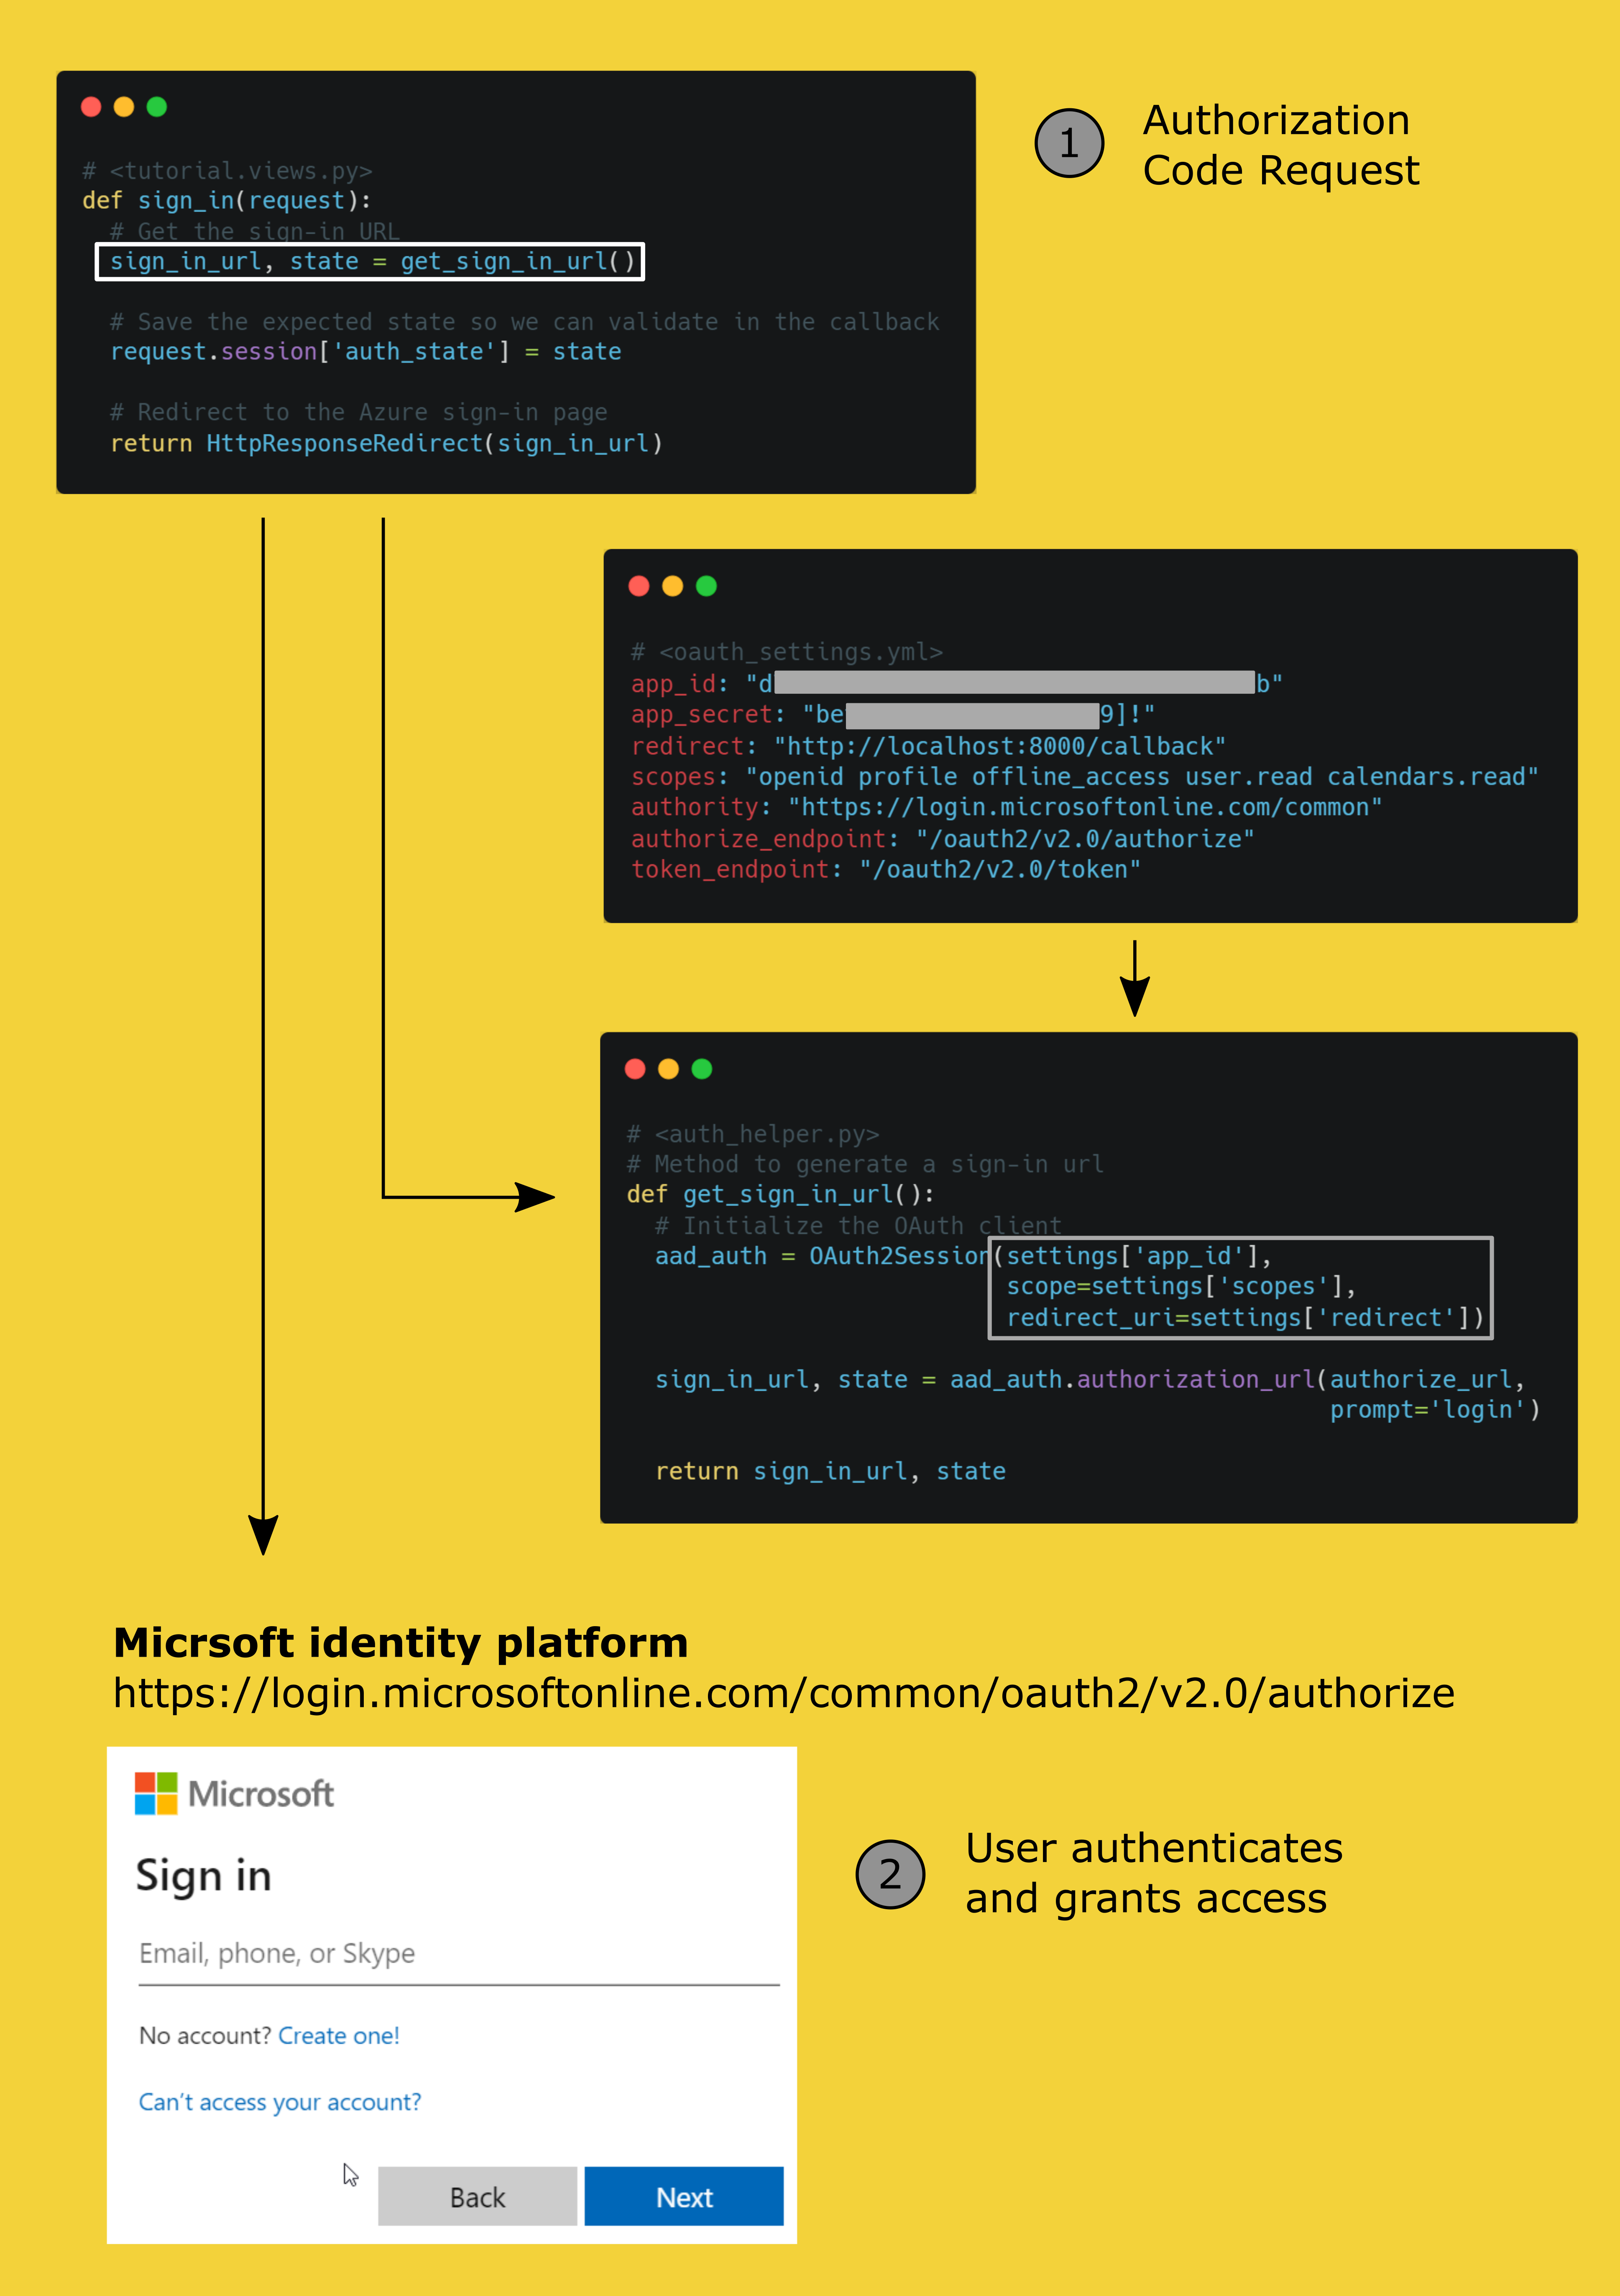 # <tutorial.views.py>
def sign_in(request):
# Get the sign-in URL
sign_in_url, state = get_sign_in_url()
# Save the expected state so we can validate in the callback
request.session['auth_state'] = state
# Redirect to the Azure sign-in page
return HttpResponseRedirect(sign_in_url)
1
Authorization
Code Request
# <oauth_settings.yml>
app_id: "d b"
app_secret: "be 9]!"
redirect: "http://localhost:8000/callback"
scopes: "openid profile offline_access user.read calendars.read"
authority: "https://login.microsoftonline.com/common"
authorize_endpoint: "/oauth2/v2.0/authorize"
token_endpoint: "/oauth2/v2.0/token"
# <auth_helper.py>
# Method to generate a sign-in url
def get_sign_in_url():
# Initialize the OAuth client
aad_auth = OAuth2Session(settings['app_id'],
scope=settings['scopes'],
redirect_uri=settings['redirect'])
sign_in_url, state = aad_auth.authorization_url(authorize_url,
prompt='login')
return sign_in_url, state
Micrsoft identity platform
https://login.microsoftonline.com/common/oauth2/v2.0/authorize
Microsoft
Sign in
Email, phone, or Skype
No account? Create one!
Can't access your account?
Back
Next
2
User authenticates
and grants access